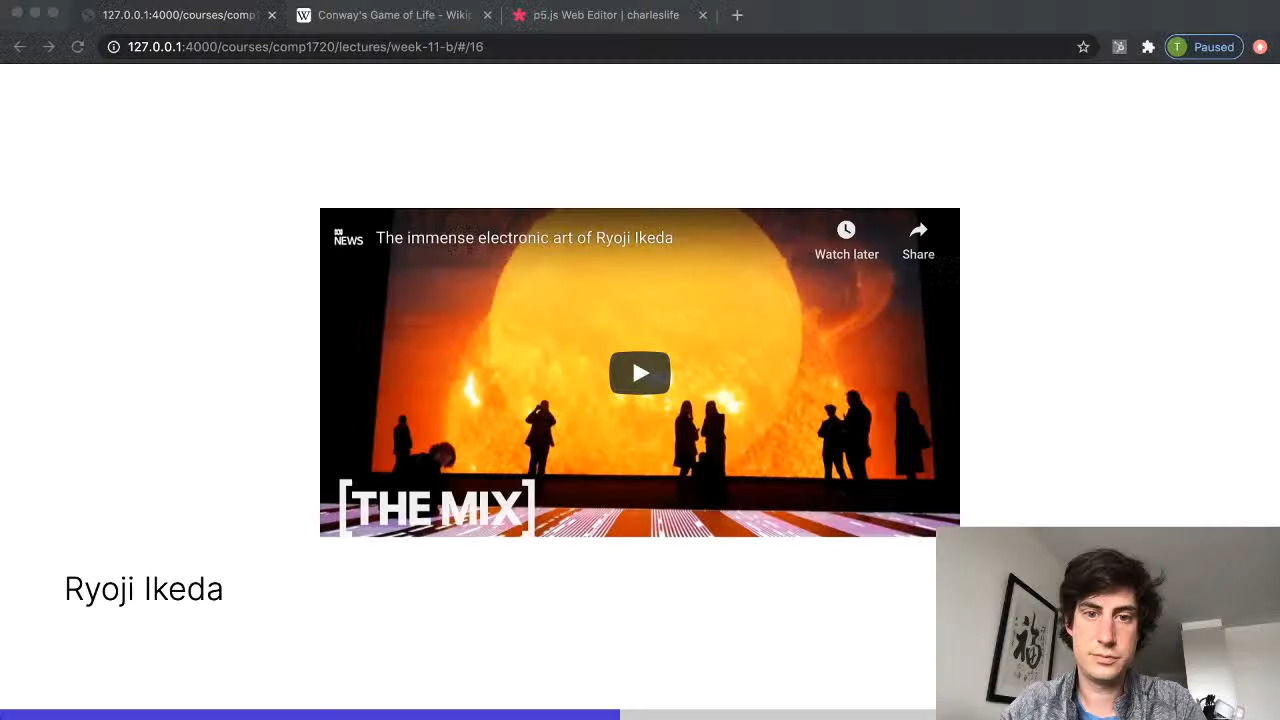 127.0.0.1:4000/courses/comp
Conway's Game of Life - Wiki
p5.js Web Editor | charleslife
127.0.0.1:4000/courses/comp1720/lectures/week-11-b/#/16
T
Paused
NEWS
The immense electronic art of Ryoji Ikeda
Watch later
Share
[THE MIX]
Ryoji Ikeda
福